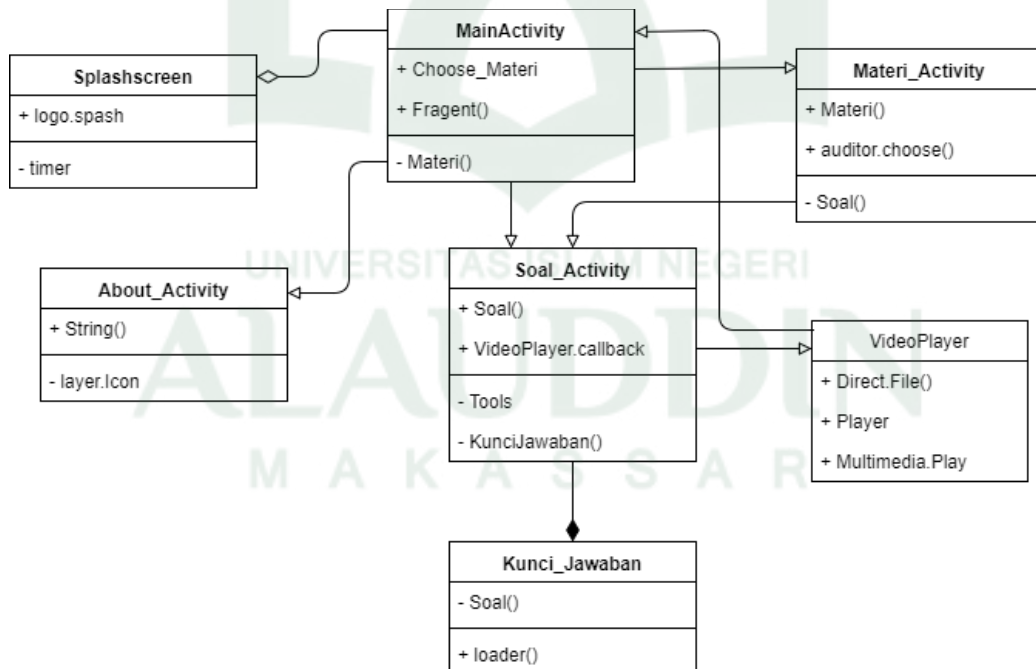 MainActivity
+ Choose_Materi
+ Fragent()
- Materi()
Splashscreen
+ logo.spash
- timer
Materi_Activity
+ Materi()
+ auditor.choose()
- Soal()
About_Activity
+ String()
- layer.Icon
Soal_Activity
+ Soal()
+ VideoPlayer.callback
- Tools
- KunciJawaban()
VideoPlayer
+ Direct.File()
+ Player
+ Multimedia.Play
Kunci_Jawaban
- Soal()
+ loader()
UNIVERSITAS ISLAM NEGERI
ALAUDDIN
MAKASSAR